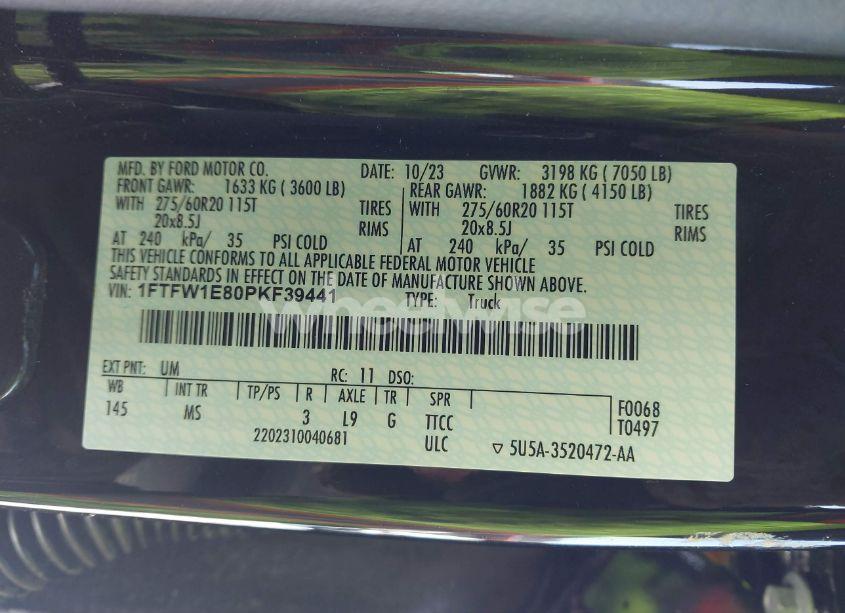 MFD. BY FORD MOTOR CO. DATE: 10/23 GVWR: 3198 KG ( 7050 LB)
FRONT GAWR: 1633 KG ( 3600 LB) REAR GAWR: 1882 KG ( 4150 LB)
WITH 275/60R20 115T TIRES WITH 275/60R20 115T TIRES
20x8.5J RIMS 20x8.5J RIMS
AT 240 kPa/ 35 PSI COLD AT 240 kPa/ 35 PSI COLD
THIS VEHICLE CONFORMS TO ALL APPLICABLE FEDERAL MOTOR VEHICLE
SAFETY STANDARDS IN EFFECT ON THE DATE OF MANUFACTURE SHOWN ABOVE.
VIN: 1FTFW1E80PKF39441 TYPE: Truck
wheelwise
EXT PNT: UM RC: 11 DSO:
WB INT TR TP/PS R AXLE TR SPR F0068
145 MS 3 L9 G TTCC T0497
2202310040681 ULC ▽ 5U5A-3520472-AA